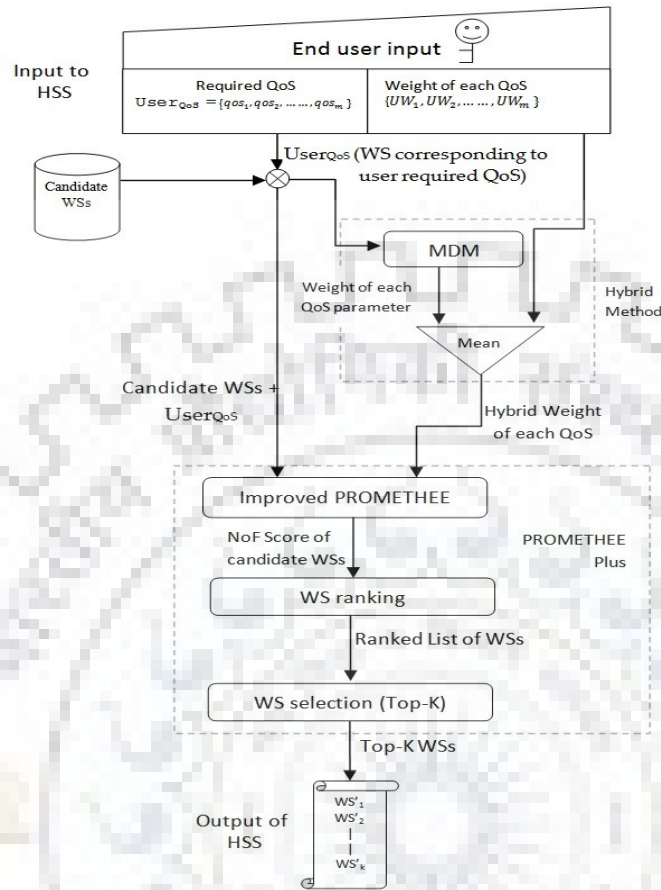 End user input
Input to
HSS
Required QoS
User_QoS = {qos_1, qos_2, ……, qos_m }
Weight of each QoS
{UW_1, UW_2, ……, UW_m }
User_QoS (WS corresponding to
user required QoS)
Candidate
WSs
MDM
Weight of each
QoS parameter
Hybrid
Method
Mean
Candidate WSs +
User_QoS
Hybrid Weight
of each QoS
Improved PROMETHEE
NoF Score of
candidate WSs
PROMETHEE
Plus
WS ranking
Ranked List of WSs
WS selection (Top-K)
Top-K WSs
Output of
HSS
WS'_1
WS'_2
WS'_k